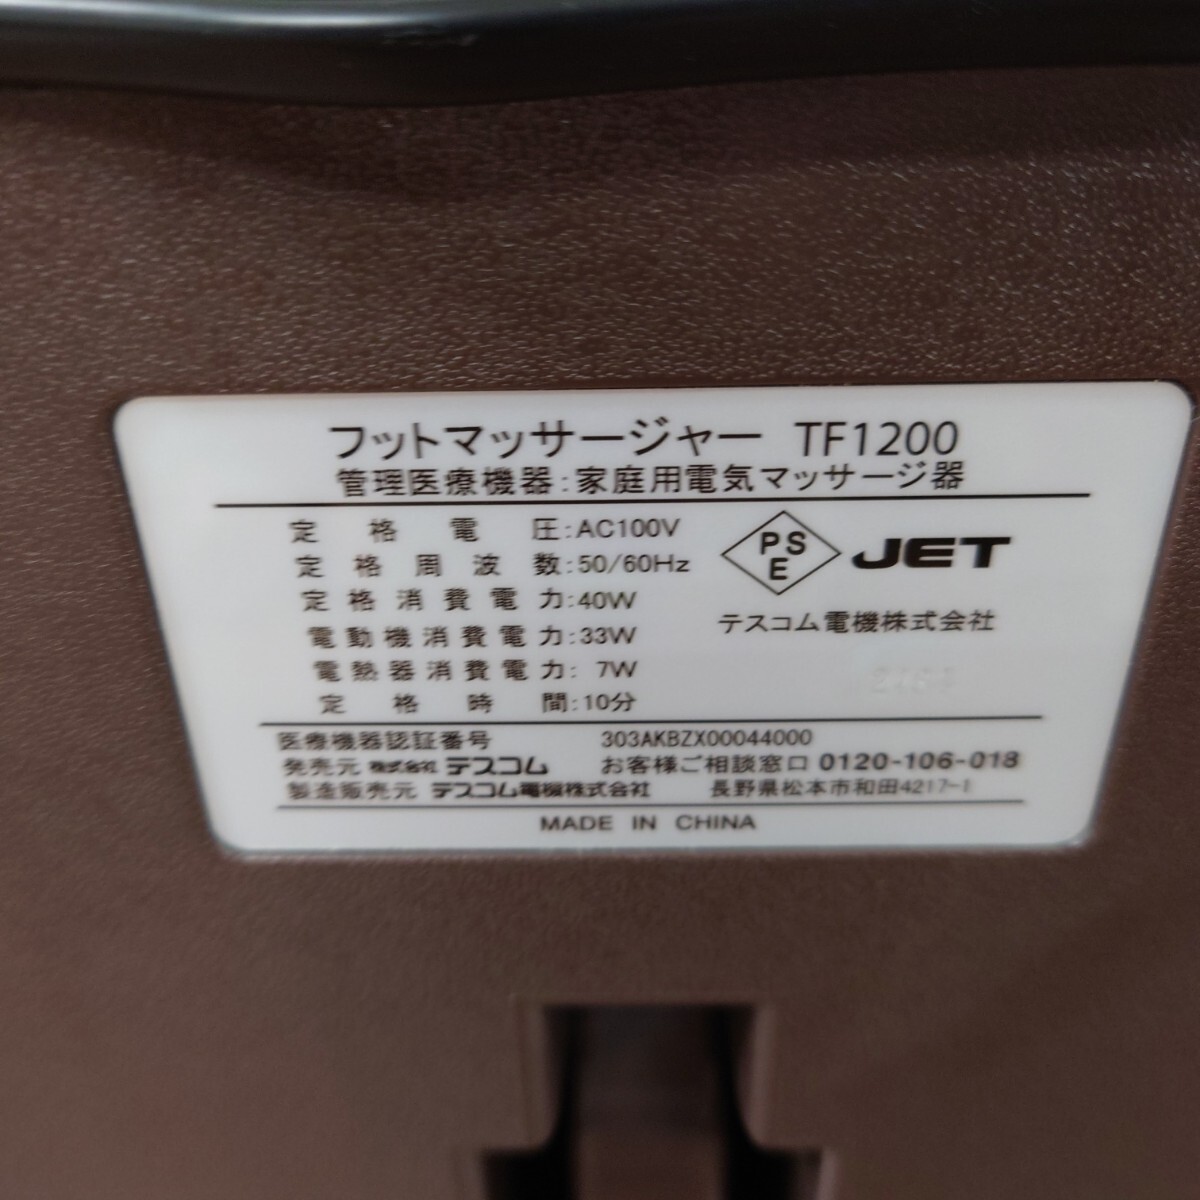 フットマッサージャー TF1200
管理医療機器:家庭用電気マッサージ器
定格電圧:AC100V
定格周波数:50/60Hz
定格消費電力:40W
電動機消費電力:33W
電熱器消費電力:7W
定格時間:10分
PSE JET
テスコム電機株式会社
医療機器認証番号 303AKBZX00044000
発売元 株式会社テスコム お客様ご相談窓口 0120-106-018
製造販売元 テスコム電機株式会社 長野県松本市和田4217-1
MADE IN CHINA